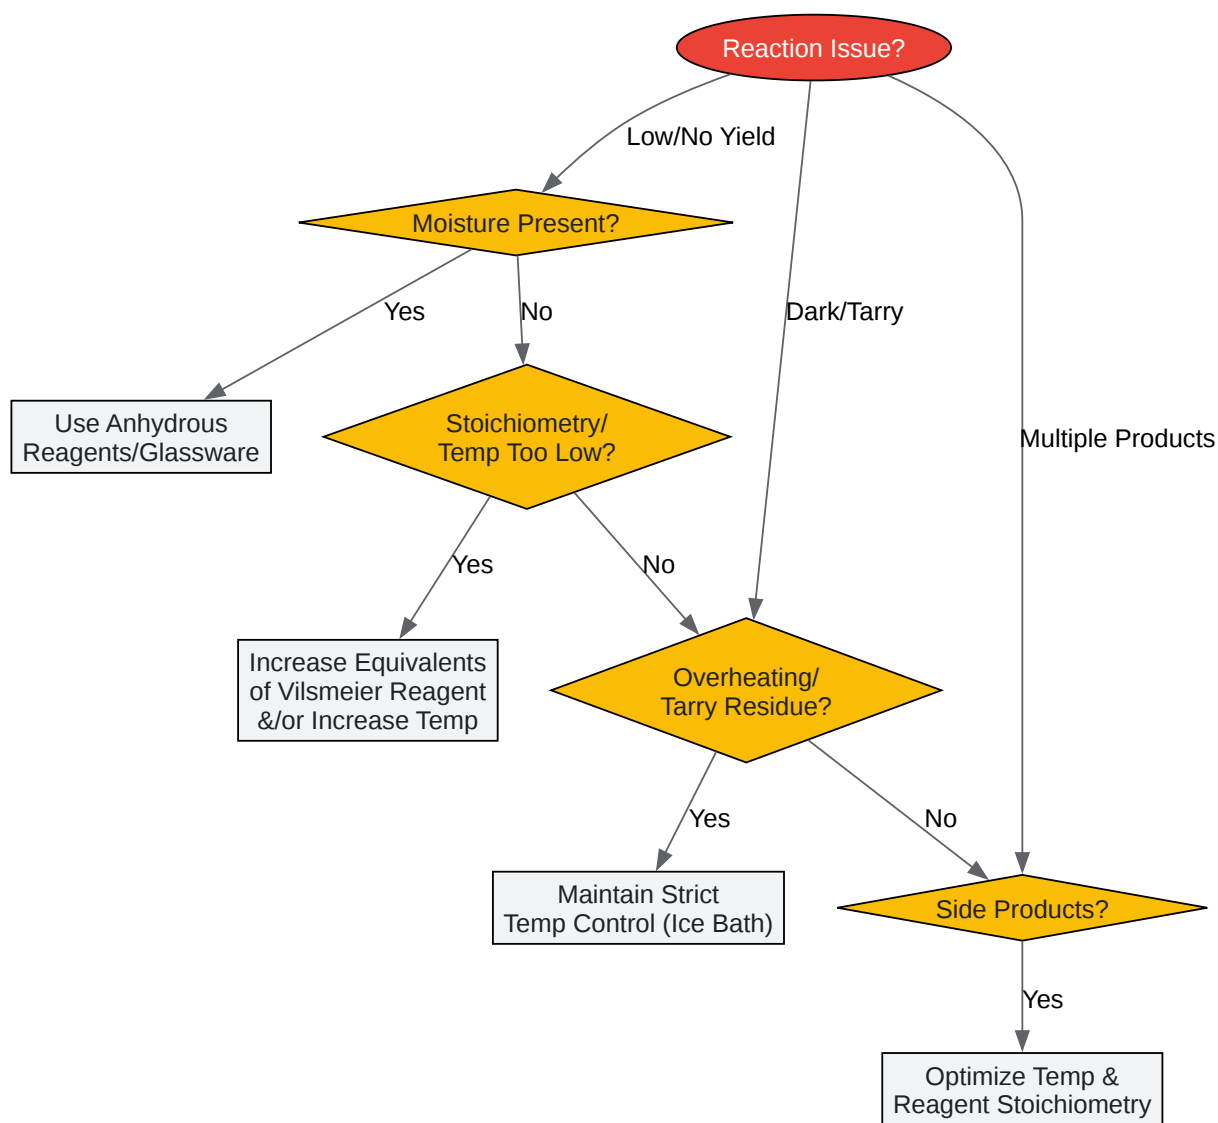 Reaction Issue?
Low/No Yield
Moisture Present?
Yes
No
Dark/Tarry
Use Anhydrous
Reagents/Glassware
Stoichiometry/
Temp Too Low?
Multiple Products
Yes
No
Increase Equivalents
of Vilsmeier Reagent
&/or Increase Temp
Overheating/
Tarry Residue?
Yes
No
Maintain Strict
Temp Control (Ice Bath)
Side Products?
Yes
Optimize Temp &
Reagent Stoichiometry